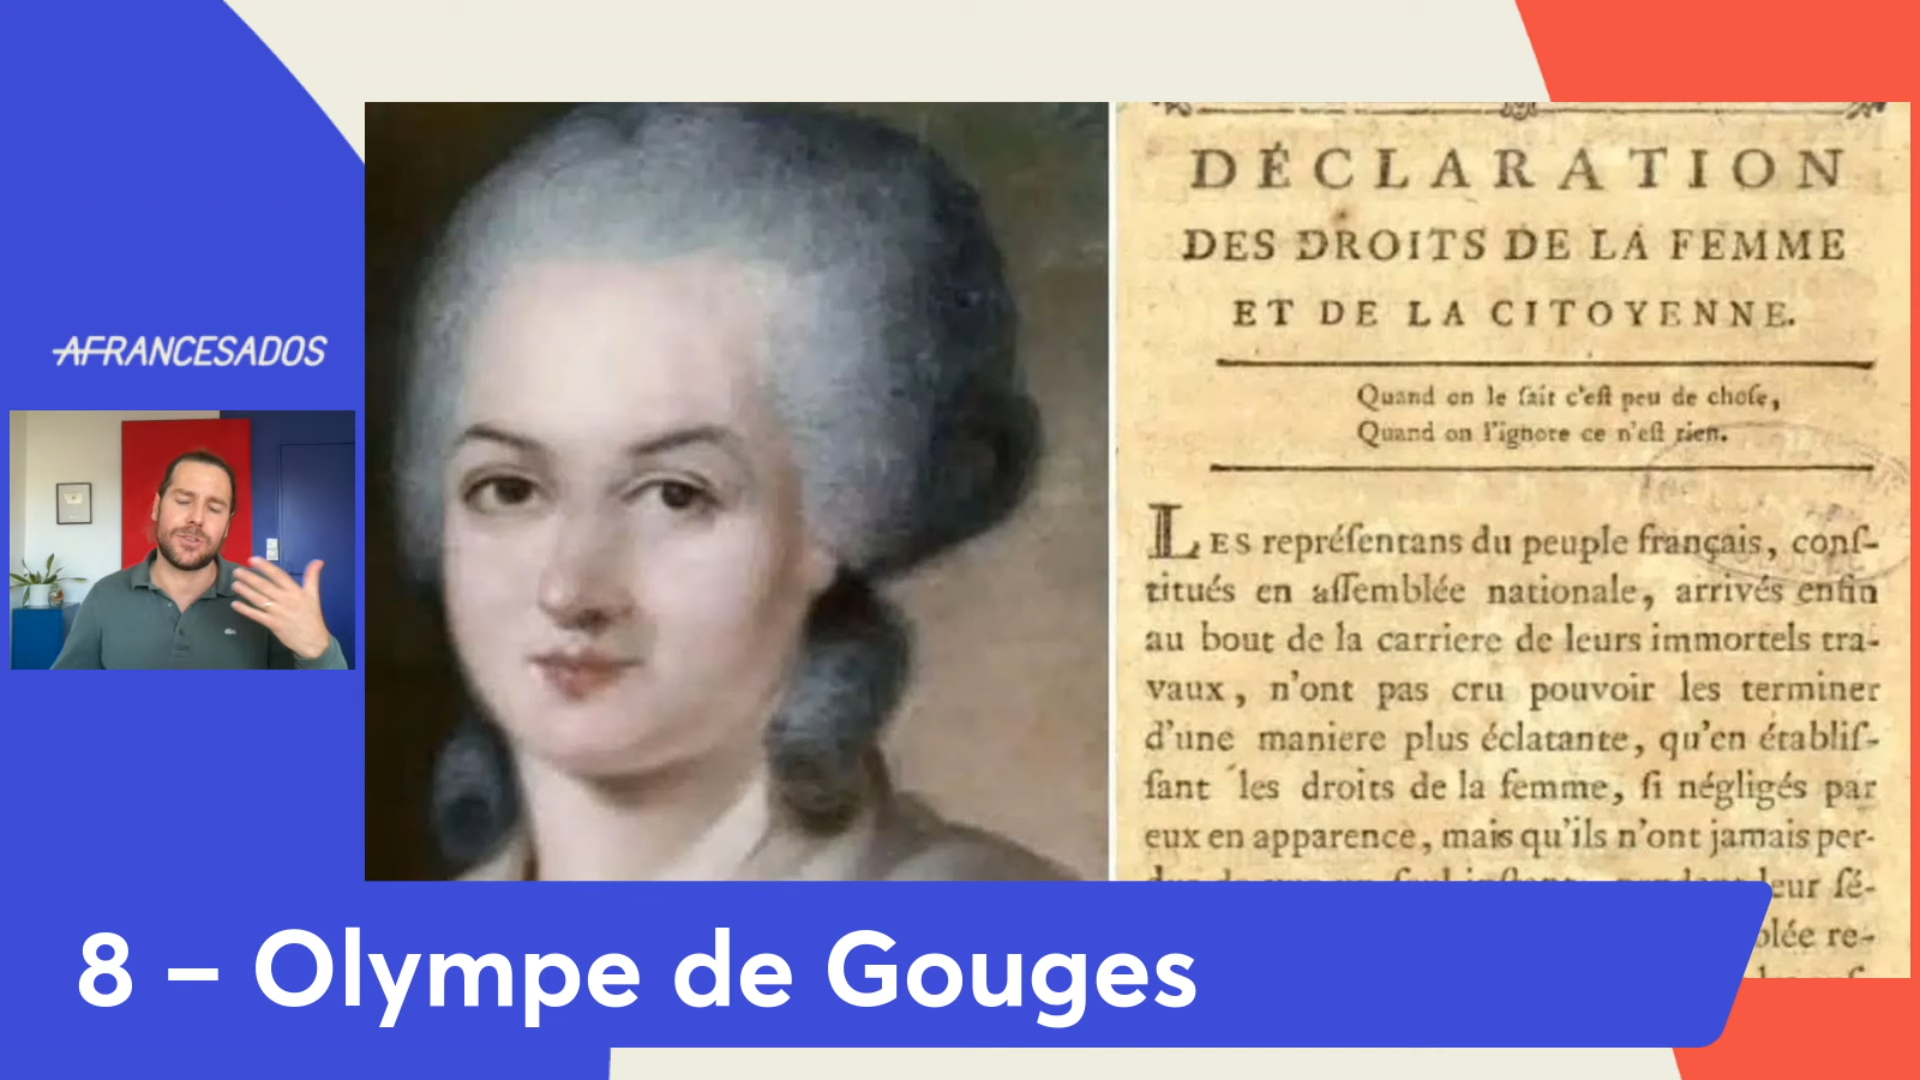 AFRANCESADOS
DÉCLARATION
DES DROITS DE LA FEMME
ET DE LA CITOYENNE.
Quand on le ſait c'eſt peu de choſe,
Quand on l'ignore ce n'eſt rien.
LES repréſentans du peuple français, conſ-
titués en aſſemblée nationale, arrivés enfin
au bout de la carriere de leurs immortels tra-
vaux, n'ont pas cru pouvoir les terminer
d'une maniere plus éclatante, qu'en établiſ-
ſant les droits de la femme, ſi négligés par
eux en apparence, mais qu'ils n'ont jamais per-
leur ſé-
re-
8 – Olympe de Gouges